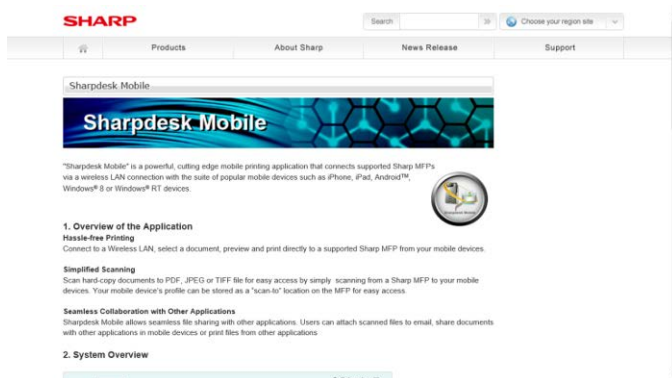 SHARP
Search
Choose your region site
Products
About Sharp
News Release
Support
Sharpdesk Mobile
Sharpdesk Mobile
"Sharpdesk Mobile" is a powerful, cutting edge mobile printing application that connects supported Sharp MFPs
via a wireless LAN connection with the suite of popular mobile devices such as iPhone, iPad, Android™,
Windows® 8 or Windows® RT devices.
1. Overview of the Application
Hassle-free Printing
Connect to a Wireless LAN, select a document, preview and print directly to a supported Sharp MFP from your mobile devices.
Simplified Scanning
Scan hard-copy documents to PDF, JPEG or TIFF file for easy access by simply scanning from a Sharp MFP to your mobile
devices. Your mobile device's profile can be stored as a "scan-to" location on the MFP for easy access.
Seamless Collaboration with Other Applications
Sharpdesk Mobile allows seamless file sharing with other applications. Users can attach scanned files to email, share documents
with other applications in mobile devices or print files from other applications
2. System Overview